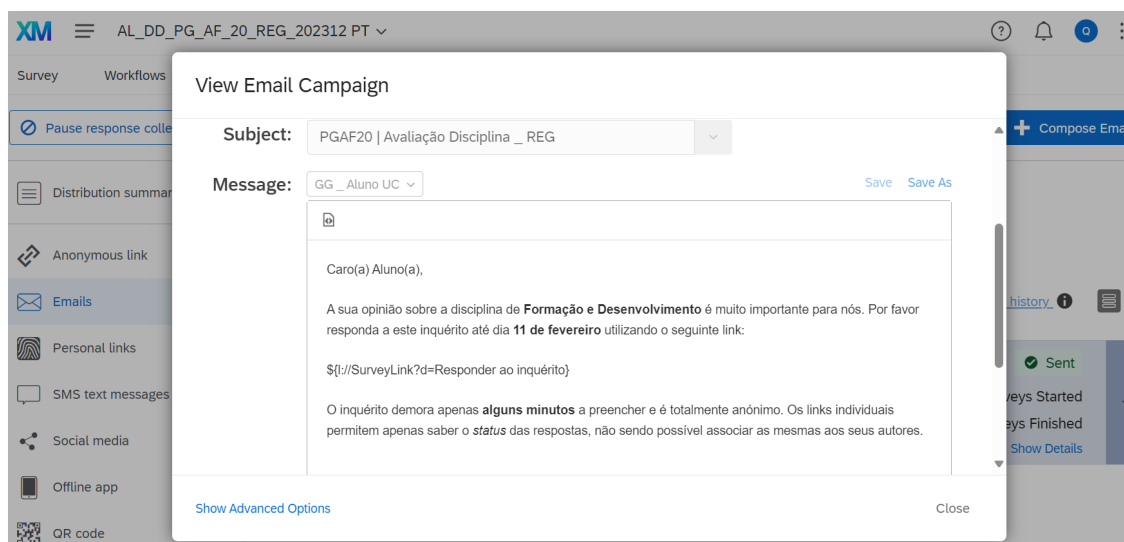 XM AL_DD_PG_AF_20_REG_202312 PT
Survey Workflows
View Email Campaign
Pause response colle
Compose Ema
Subject: PGAF20 | Avaliação Disciplina _ REG
Message: GG _ Aluno UC Save Save As
Distribution summar
Anonymous link
Emails
Personal links
SMS text messages
Social media
Offline app
QR code
Caro(a) Aluno(a),
A sua opinião sobre a disciplina de Formação e Desenvolvimento é muito importante para nós. Por favor
responda a este inquérito até dia 11 de fevereiro utilizando o seguinte link:
${l://SurveyLink?d=Responder ao inquérito}
O inquérito demora apenas alguns minutos a preencher e é totalmente anónimo. Os links individuais
permitem apenas saber o status das respostas, não sendo possível associar as mesmas aos seus autores.
Show Advanced Options Close
? Q
history
Sent
veys Started
eys Finished
Show Details